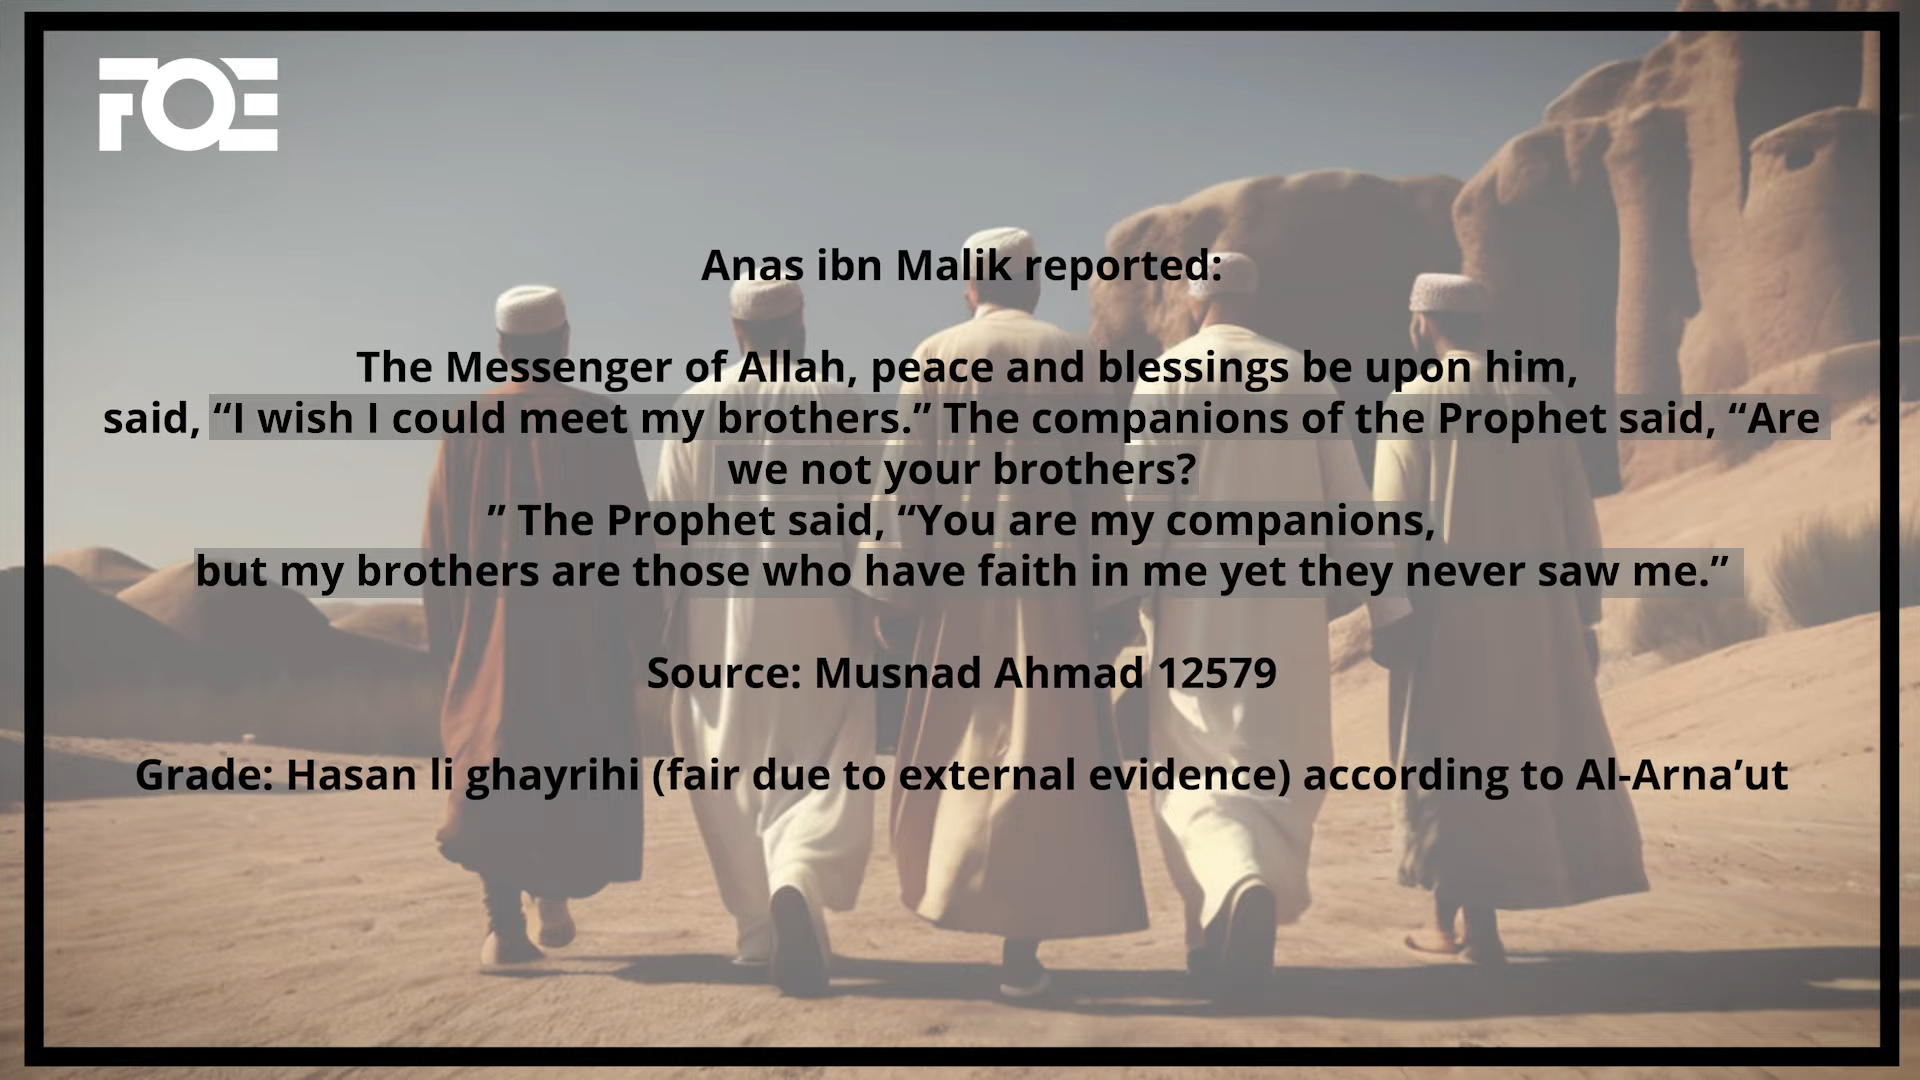 FOE
Anas ibn Malik reported:
The Messenger of Allah, peace and blessings be upon him,
said, “I wish I could meet my brothers.” The companions of the Prophet said, “Are
we not your brothers?
” The Prophet said, “You are my companions,
but my brothers are those who have faith in me yet they never saw me.”
Source: Musnad Ahmad 12579
Grade: Hasan li ghayrihi (fair due to external evidence) according to Al-Arna’ut